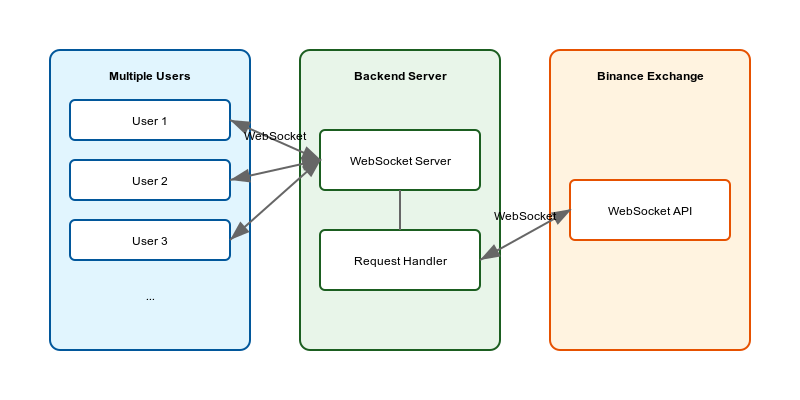 Multiple Users
User 1
User 2
User 3
...
WebSocket
Backend Server
WebSocket Server
Request Handler
WebSocket
Binance Exchange
WebSocket API